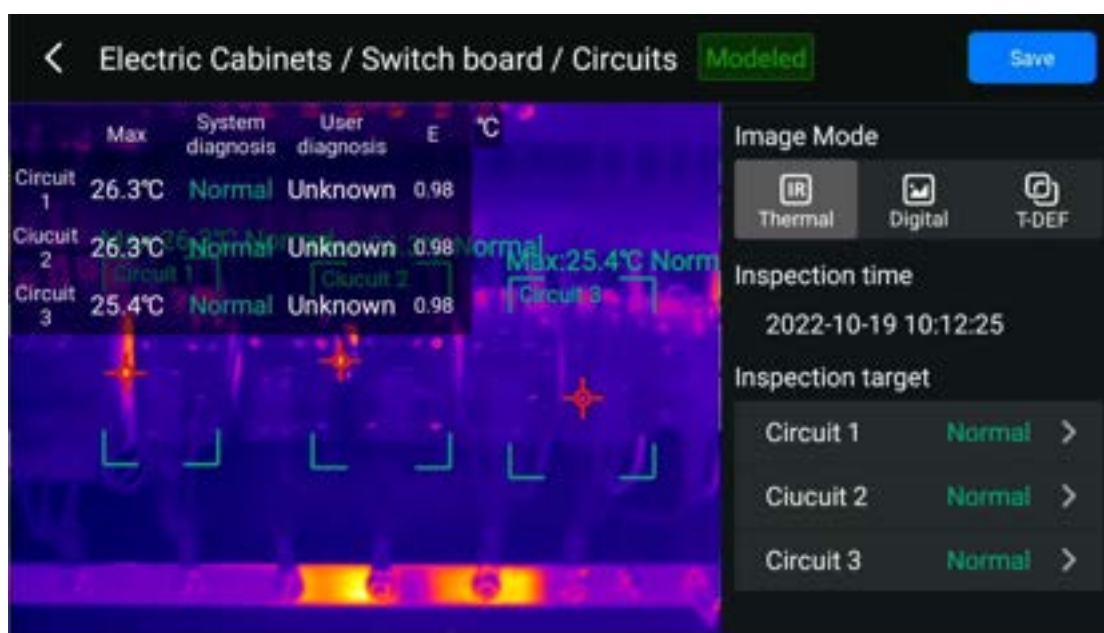 Electric Cabinets / Switch board / Circuits Modeled Save
Max System diagnosis User diagnosis E °C
Circuit 1 26.3°C Normal Unknown 0.98
Ciucuit 2 26.3°C Normal Unknown 0.98
Circuit 3 25.4°C Normal Unknown 0.98
Normal
Max:25.4°C Norm
Circuit 1
Ciucuit 2
Circuit 3
Image Mode
IR
Thermal Digital T-DEF
Inspection time
2022-10-19 10:12:25
Inspection target
Circuit 1 Normal
Ciucuit 2 Normal
Circuit 3 Normal